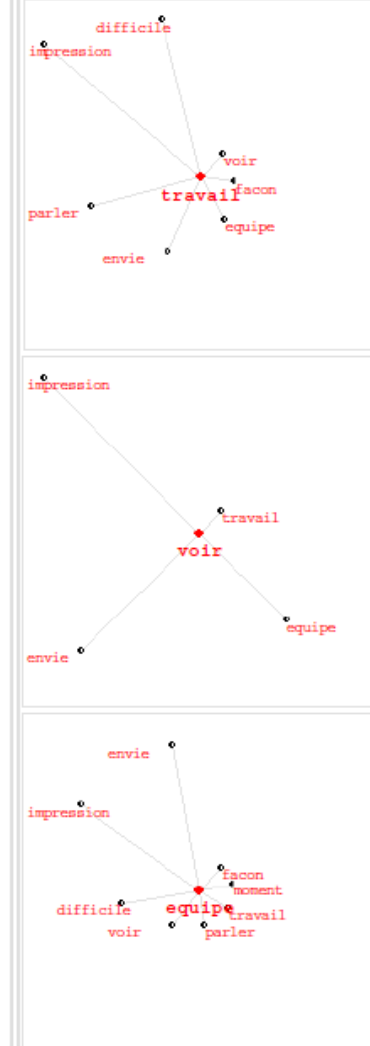 difficile
impression
voir
facon
travail
parler
equipe
envie
impression
travail
voir
equipe
envie
envie
impression
facon
moment
difficile
equipe
travail
voir
parler